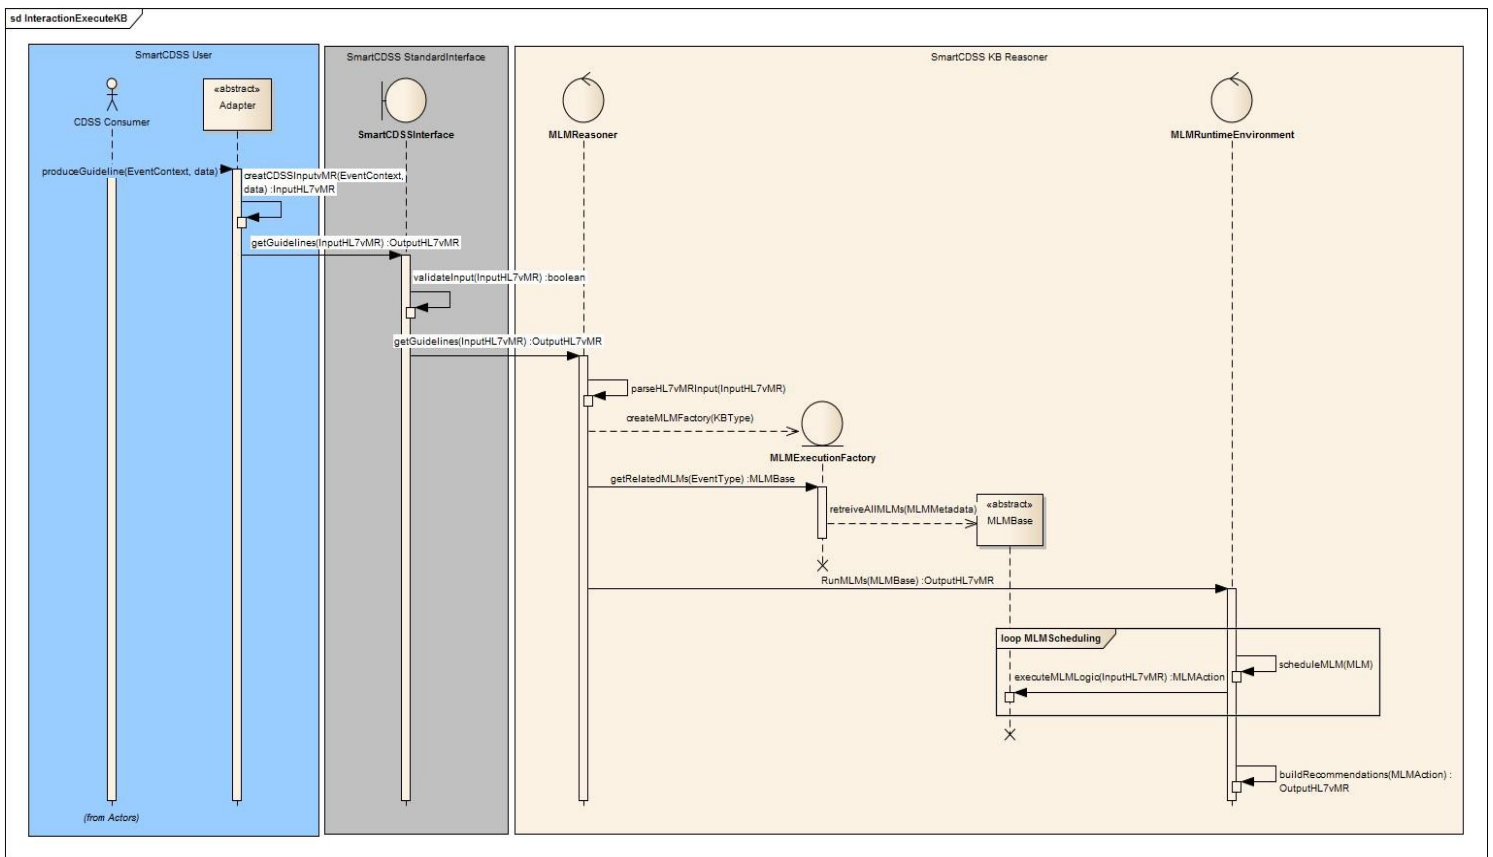 sd InteractionExecuteKB
SmartCDSS User
SmartCDSS StandardInterface
SmartCDSS KB Reasoner
«abstract»
Adapter
CDSS Consumer
SmartCDSSInterface
MLMReasoner
MLMRuntimeEnvironment
produceGuideline(EventContext, data)
creatCDSSInputvMR(EventContext,
data) :InputHL7vMR
getGuidelines(InputHL7vMR) :OutputHL7vMR
validateInput(InputHL7vMR) :boolean
getGuidelines(InputHL7vMR) :OutputHL7vMR
parseHL7vMRInput(InputHL7vMR)
createMLMFactory(KBType)
MLMExecutionFactory
getRelatedMLMs(EventType) :MLMBase
retreiveAllMLMs(MLMMetadata)
«abstract»
MLMBase
RunMLMs(MLMBase) :OutputHL7vMR
loop MLMScheduling
scheduleMLM(MLM)
executeMLMLogic(InputHL7vMR) :MLMAction
buildRecommendations(MLMAction) :
OutputHL7vMR
(from Actors)